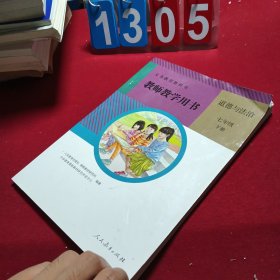 1305
义务教育教科书
教师教学用书
道德与法治
七年级
下册
人民教育出版社